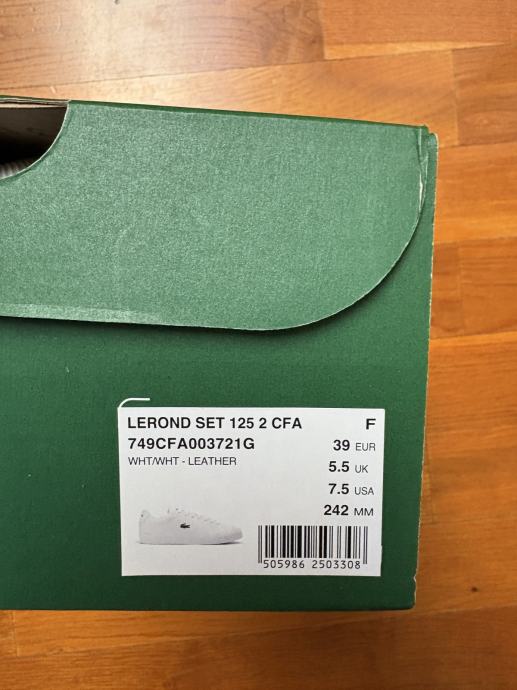 LEROND SET 125 2 CFA F
749CFA003721G 39 EUR
WHT/WHT - LEATHER 5.5 UK
7.5 USA
242 MM
505986 2503308